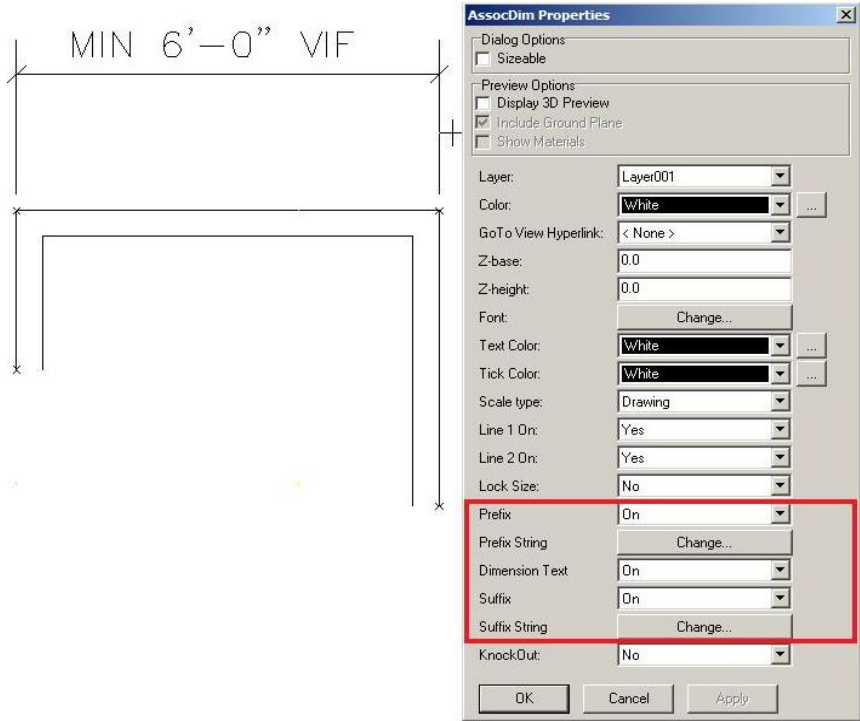 MIN 6'-0" VIF
AssocDim Properties
Dialog Options
Sizeable
Preview Options
Display 3D Preview
Include Ground Plane
Show Materials
Layer: Layer001
Color: White ...
GoTo View Hyperlink: < None >
Z-base: 0.0
Z-height: 0.0
Font: Change...
Text Color: White ...
Tick Color: White ...
Scale type: Drawing
Line 1 On: Yes
Line 2 On: Yes
Lock Size: No
Prefix On
Prefix String Change...
Dimension Text On
Suffix On
Suffix String Change...
KnockOut: No
OK Cancel Apply